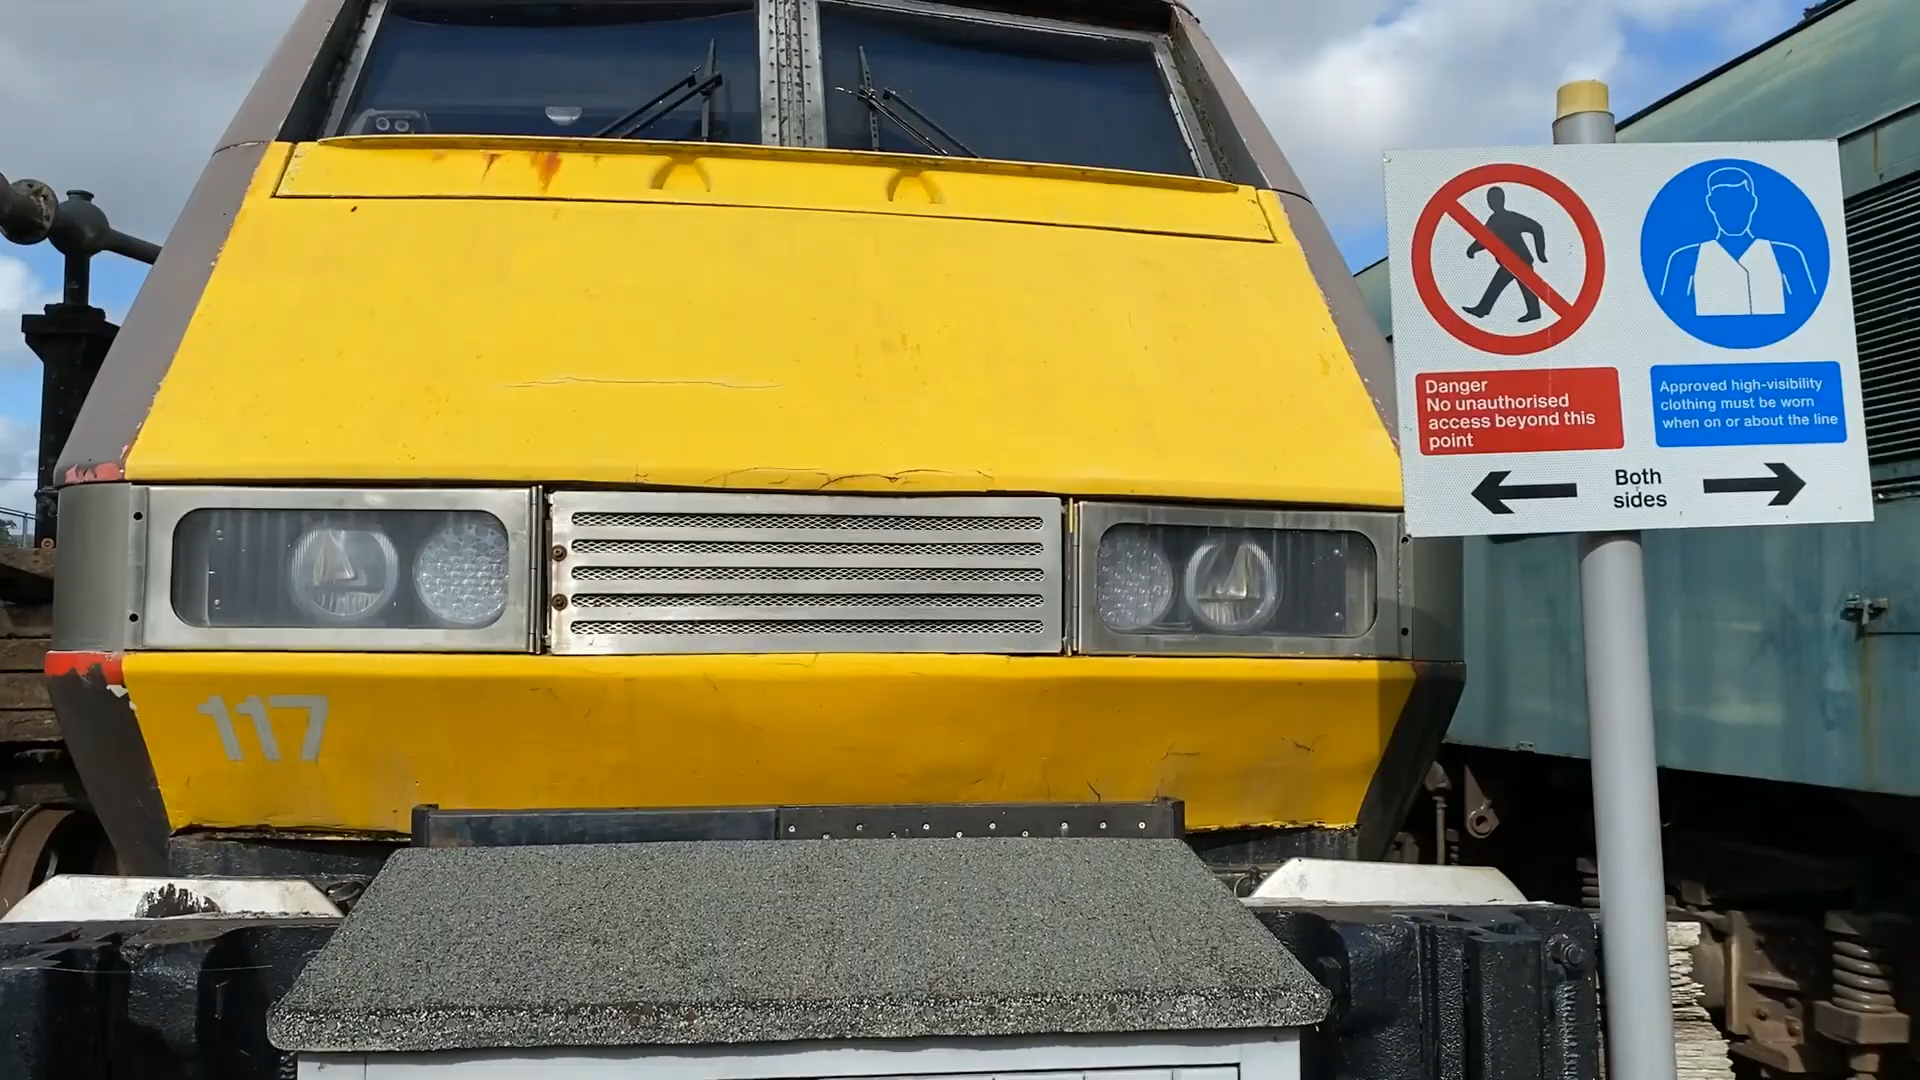 Danger
No unauthorised
access beyond this
point
Approved high-visibility
clothing must be worn
when on or about the line
Both
sides
117